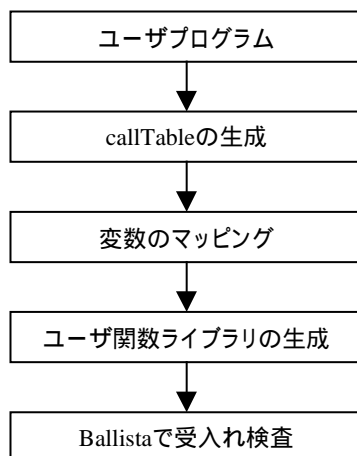 ユーザプログラム
callTableの生成
変数のマッピング
ユーザ関数ライブラリの生成
Ballistaで受入れ検査